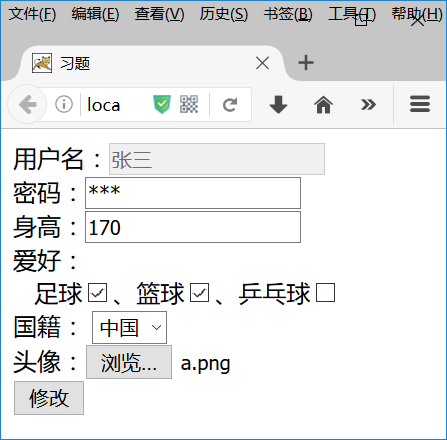 文件(F) 编辑(E) 查看(V) 历史(S) 书签(B) 工具(T) 帮助(H)
习题
loca
用户名：张三
密码：***
身高：170
爱好：
足球、篮球、乒乓球
国籍：中国
头像：浏览... a.png
修改